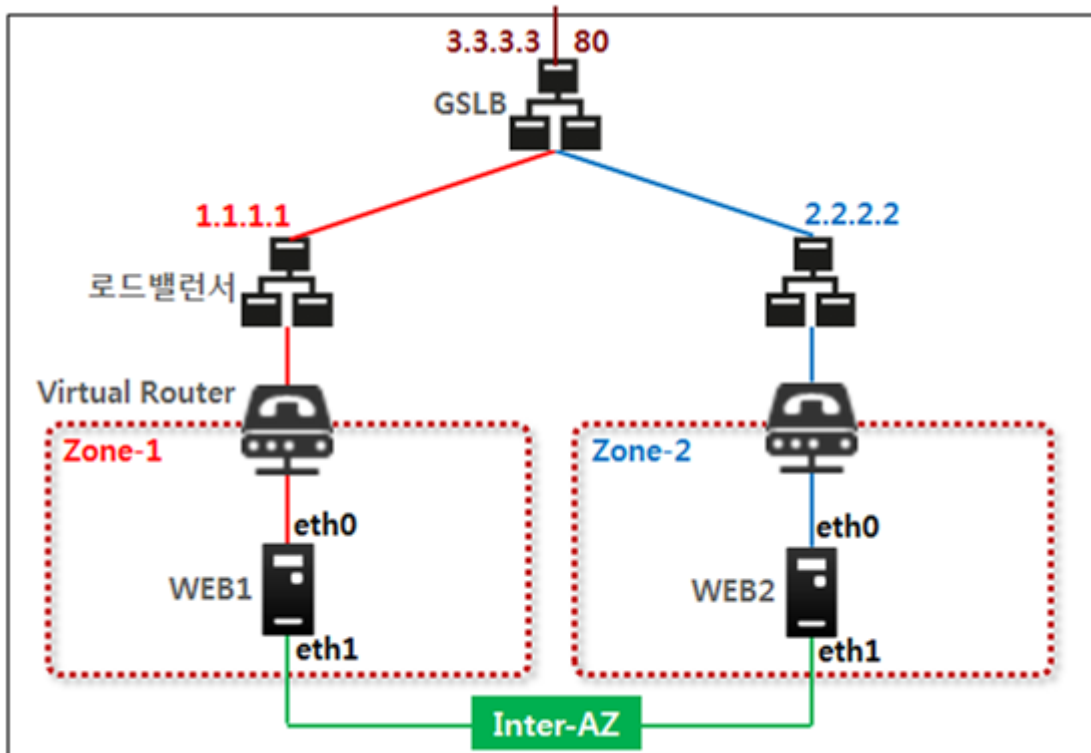 3.3.3.3 80
GSLB
1.1.1.1
2.2.2.2
로드밸런서
Virtual Router
Zone-1
Zone-2
eth0
eth0
WEB1
WEB2
eth1
eth1
Inter-AZ